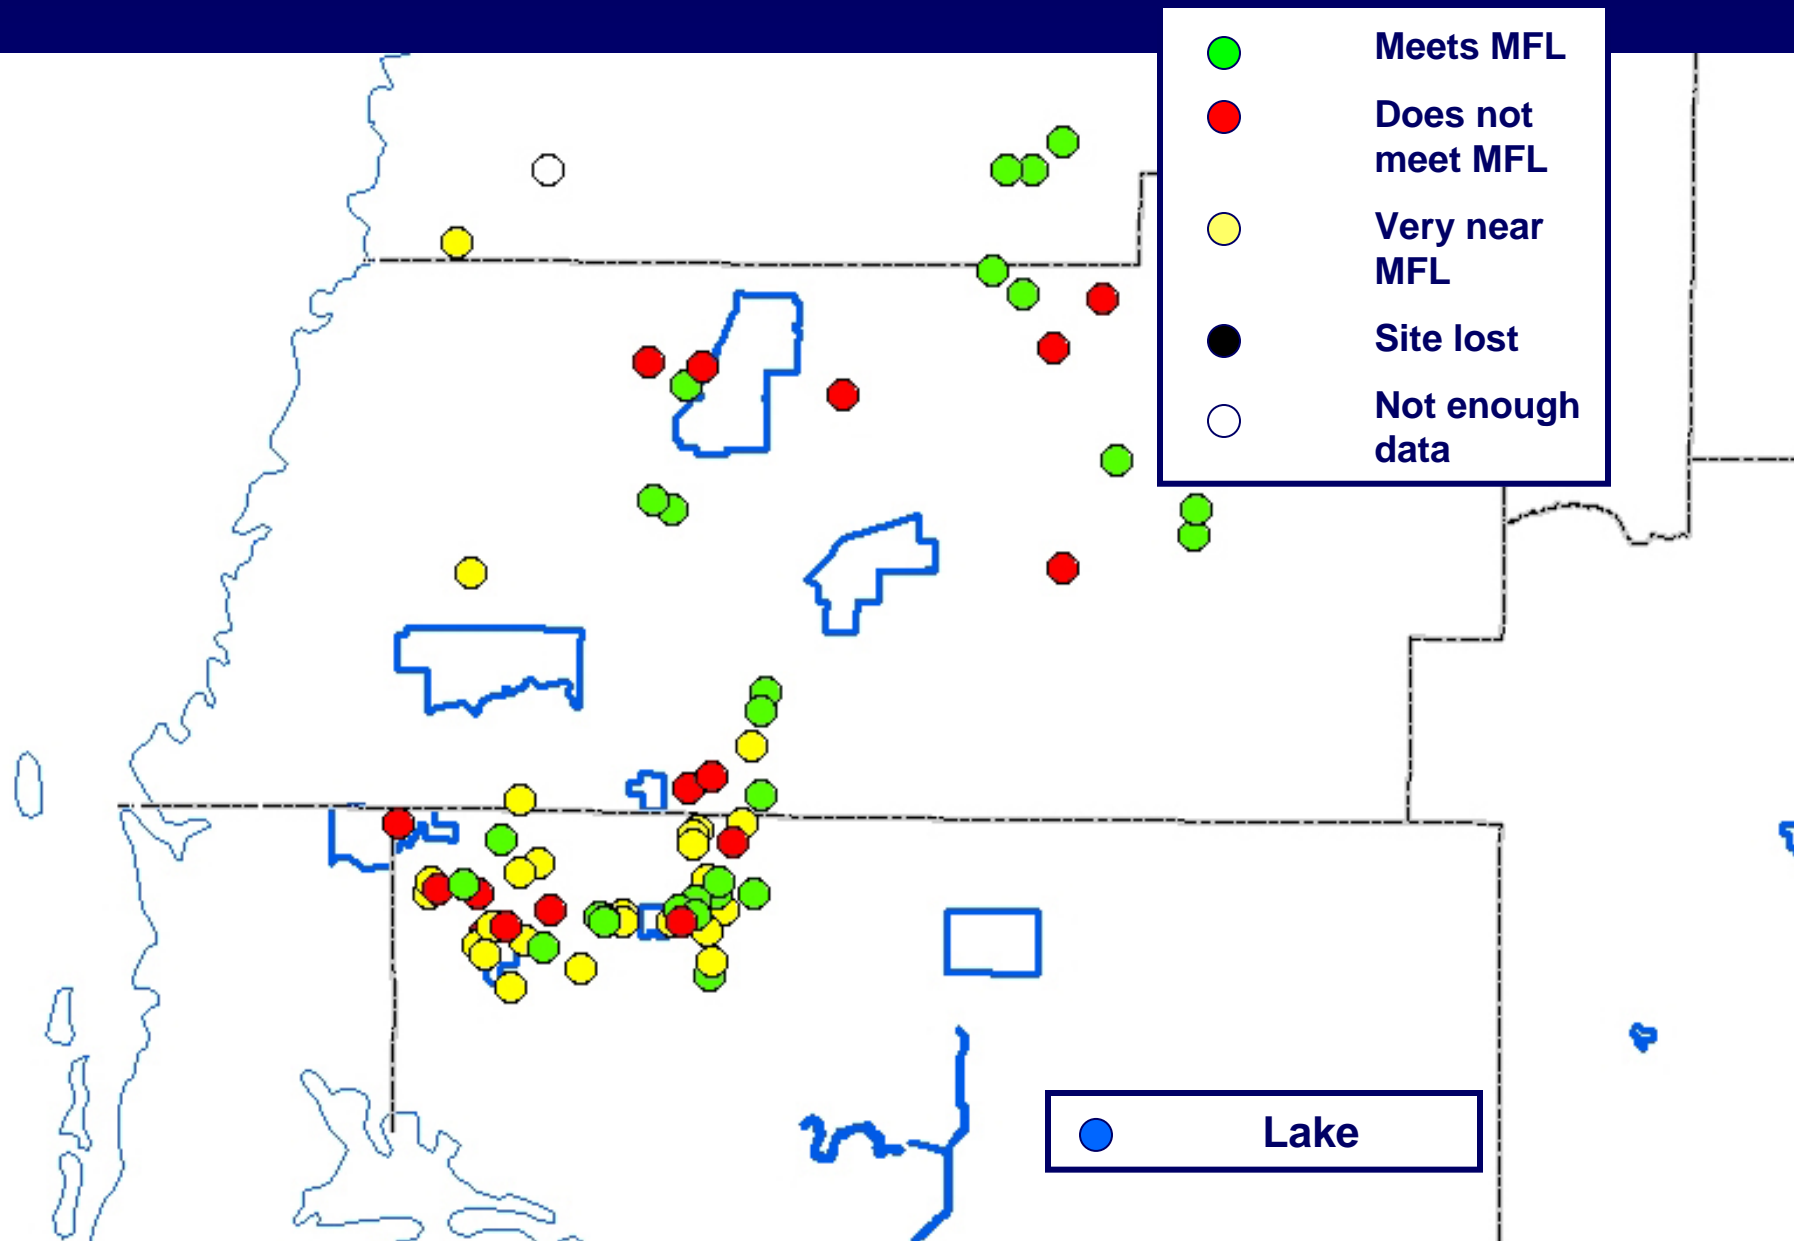 Meets MFL
Does not
meet MFL
Very near
MFL
Site lost
Not enough
data
Lake